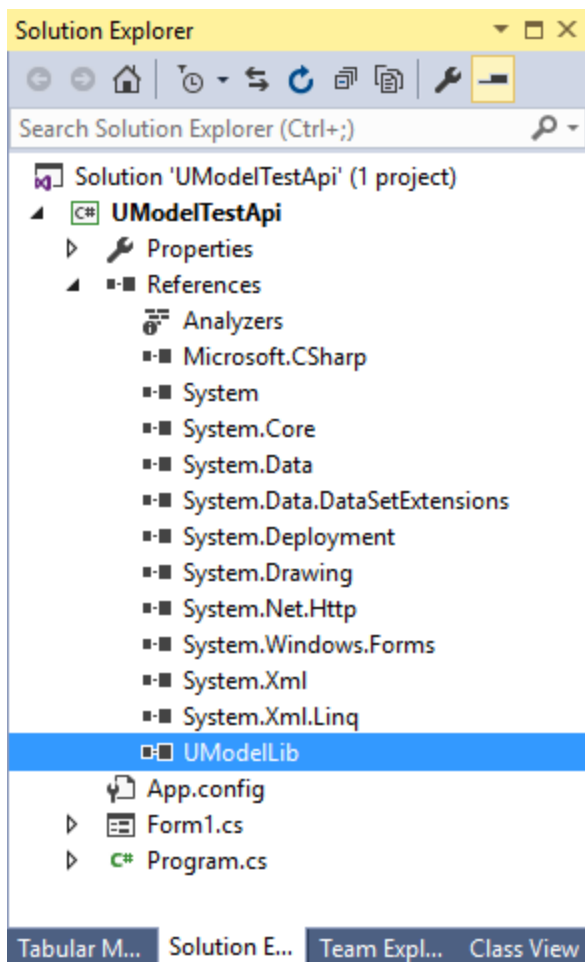 Solution Explorer
Search Solution Explorer (Ctrl+;)
Solution 'UModelTestApi' (1 project)
C# UModelTestApi
Properties
References
Analyzers
Microsoft.CSharp
System
System.Core
System.Data
System.Data.DataSetExtensions
System.Deployment
System.Drawing
System.Net.Http
System.Windows.Forms
System.Xml
System.Xml.Linq
UModelLib
App.config
Form1.cs
C# Program.cs
Tabular M... Solution E... Team Expl... Class View